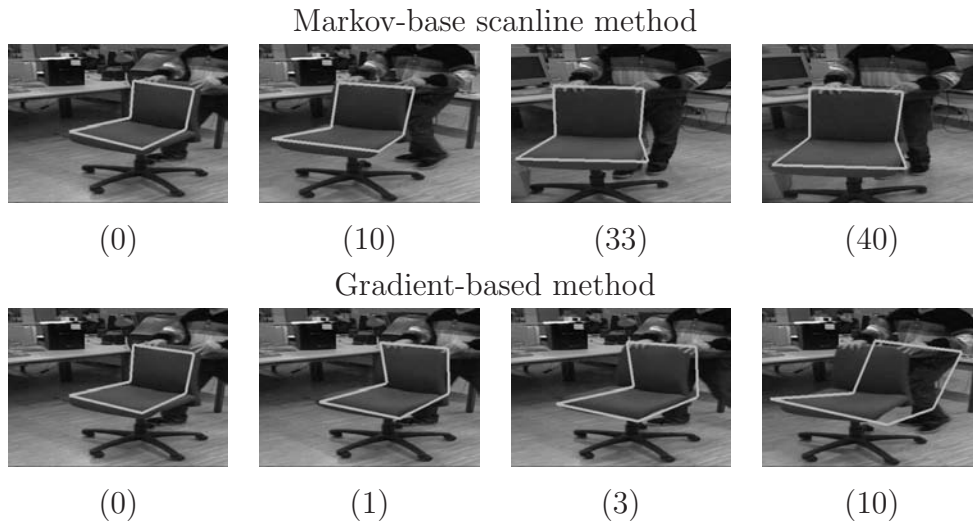 Markov-base scanline method
(0) (10) (33) (40)
Gradient-based method
(0) (1) (3) (10)